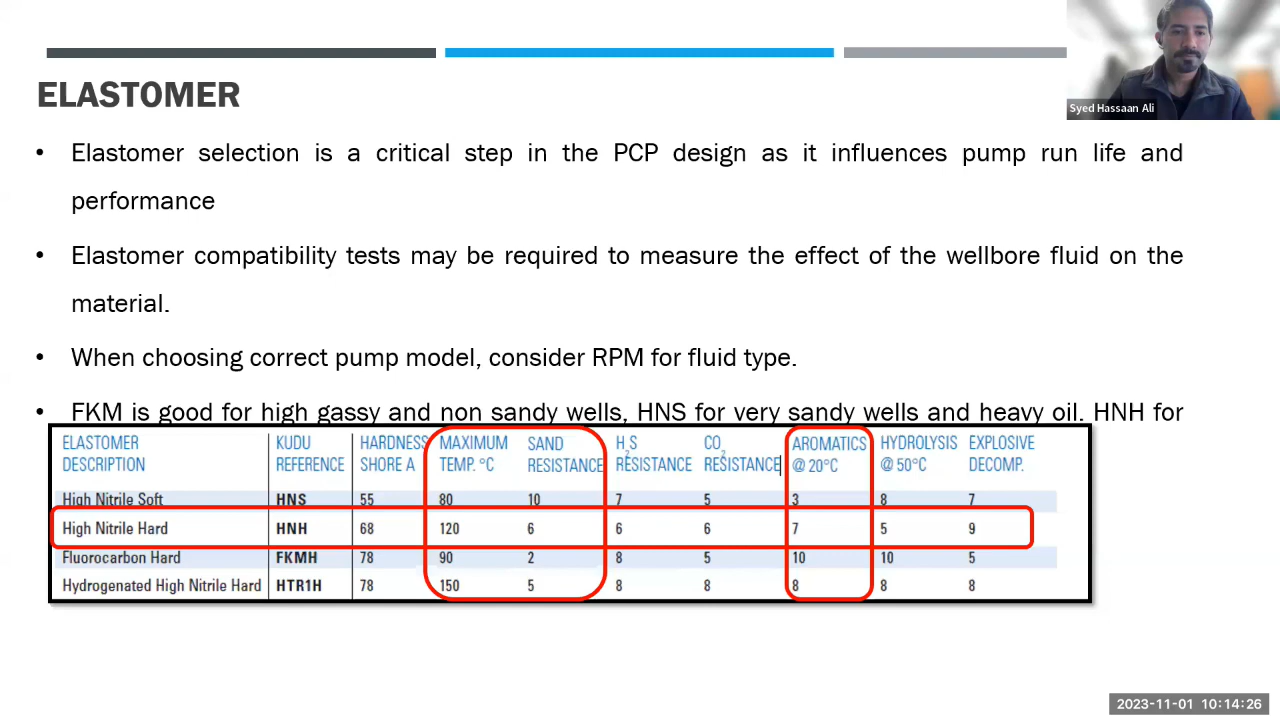 Syed Hassaan Ali
ELASTOMER
• Elastomer selection is a critical step in the PCP design as it influences pump run life and
performance
• Elastomer compatibility tests may be required to measure the effect of the wellbore fluid on the
material.
• When choosing correct pump model, consider RPM for fluid type.
• FKM is good for high gassy and non sandy wells, HNS for very sandy wells and heavy oil. HNH for
ELASTOMER DESCRIPTION KUDU REFERENCE HARDNESS SHORE A MAXIMUM TEMP. °C SAND RESISTANCE H2S RESISTANCE CO2 RESISTANCE AROMATICS @ 20°C HYDROLYSIS @ 50°C EXPLOSIVE DECOMP.
High Nitrile Soft HNS 55 80 10 7 5 3 8 7
High Nitrile Hard HNH 68 120 6 6 6 7 5 9
Fluorocarbon Hard FKMH 78 90 2 8 5 10 10 5
Hydrogenated High Nitrile Hard HTR1H 78 150 5 8 8 8 8 8
2023-11-01 10:14:26